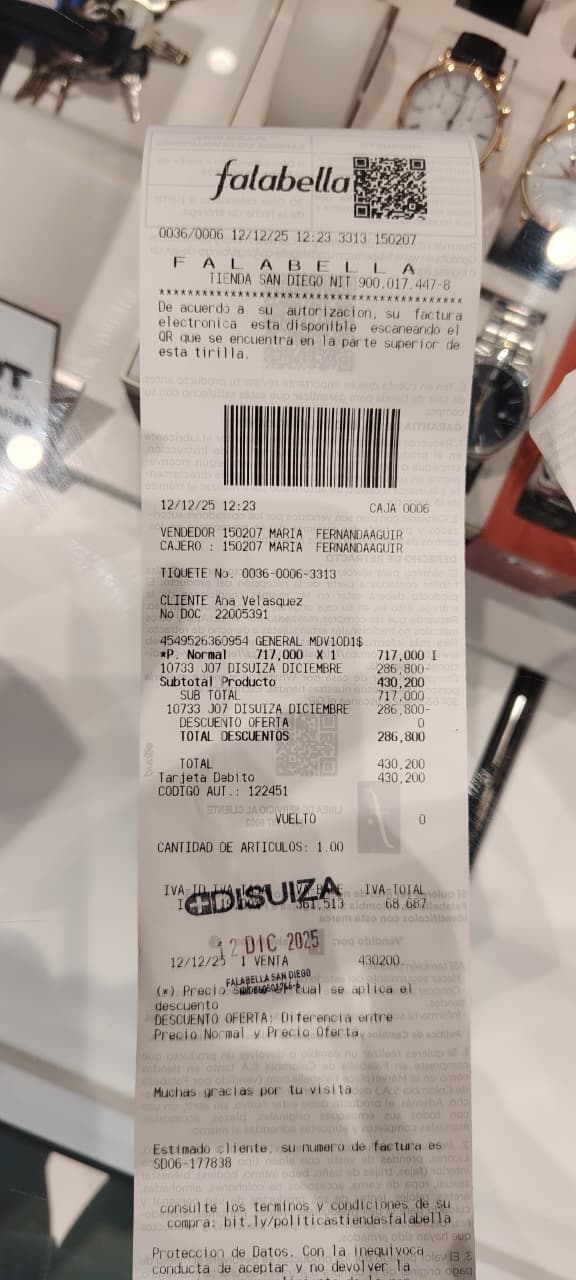 falabella
0036/0006 12/12/25 12:23 3313 150207
F A L A B E L L A
TIENDA SAN DIEGO NIT 900.017.447-8
******************************************
De acuerdo a su autorizacion, su factura
electronica esta disponible escaneando el
QR que se encuentra en la parte superior de
esta tirilla.
12/12/25 12:23 CAJA 0006
VENDEDOR 150207 MARIA FERNANDAAGUIR
CAJERO : 150207 MARIA FERNANDAAGUIR
TIQUETE No. 0036-0006-3313
CLIENTE Ana Velasquez
No DOC 22005391
4549526360954 GENERAL MDV10D1$
*P. Normal 717,000 X 1 717,000 I
10733 J07 DISUIZA DICIEMBRE 286,800-
Subtotal Producto 430,200
SUB TOTAL 717,000
10733 J07 DISUIZA DICIEMBRE 286,800-
DESCUENTO OFERTA 0
TOTAL DESCUENTOS 286,800
TOTAL 430,200
Tarjeta Debito 430,200
CODIGO AUT.: 122451
VUELTO 0
CANTIDAD DE ARTICULOS: 1.00
IVA-ID IVA IVA TOTAL
361,513 68,687
DISUIZA
12 DIC 2025
12/12/25 1 VENTA 430200
FALABELLA SAN DIEGO
(*) Precio cual se aplica el
descuento
DESCUENTO OFERTA: Diferencia entre
Precio Normal y Precio Oferta
Muchas gracias por tu visita
Estimado cliente, su numero de factura es
SD06-177838
consulte los terminos y condiciones de su
compra: bit.ly/politicastiendasfalabella
Proteccion de Datos. Con la inequivoca
conducta de aceptar y no devolver la